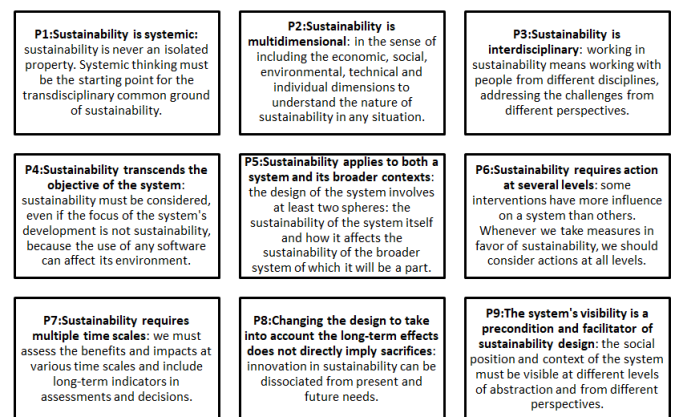 P1:Sustainability is systemic:
sustainability is never an isolated
property. Systemic thinking must
be the starting point for the
transdisciplinary common ground
of sustainability.
P2:Sustainability is
multidimensional: in the sense of
including the economic, social,
environmental, technical and
individual dimensions to
understand the nature of
sustainability in any situation.
P3:Sustainability is
interdisciplinary: working in
sustainability means working with
people from different disciplines,
addressing the challenges from
different perspectives.
P4:Sustainability transcends the
objective of the system:
sustainability must be considered,
even if the focus of the system's
development is not sustainability,
because the use of any software
can affect its environment.
P5:Sustainability applies to both a
system and its broader contexts:
the design of the system involves
at least two spheres: the
sustainability of the system itself
and how it affects the
sustainability of the broader
system of which it will be a part.
P6:Sustainability requires action
at several levels: some
interventions have more influence
on a system than others.
Whenever we take measures in
favor of sustainability, we should
consider actions at all levels.
P7:Sustainability requires
multiple time scales: we must
assess the benefits and impacts at
various time scales and include
long-term indicators in
assessments and decisions.
P8:Changing the design to take
into account the long-term effects
does not directly imply sacrifices:
innovation in sustainability can be
dissociated from present and
future needs.
P9:The system's visibility is a
precondition and facilitator of
sustainability design: the social
position and context of the system
must be visible at different levels
of abstraction and from different
perspectives.